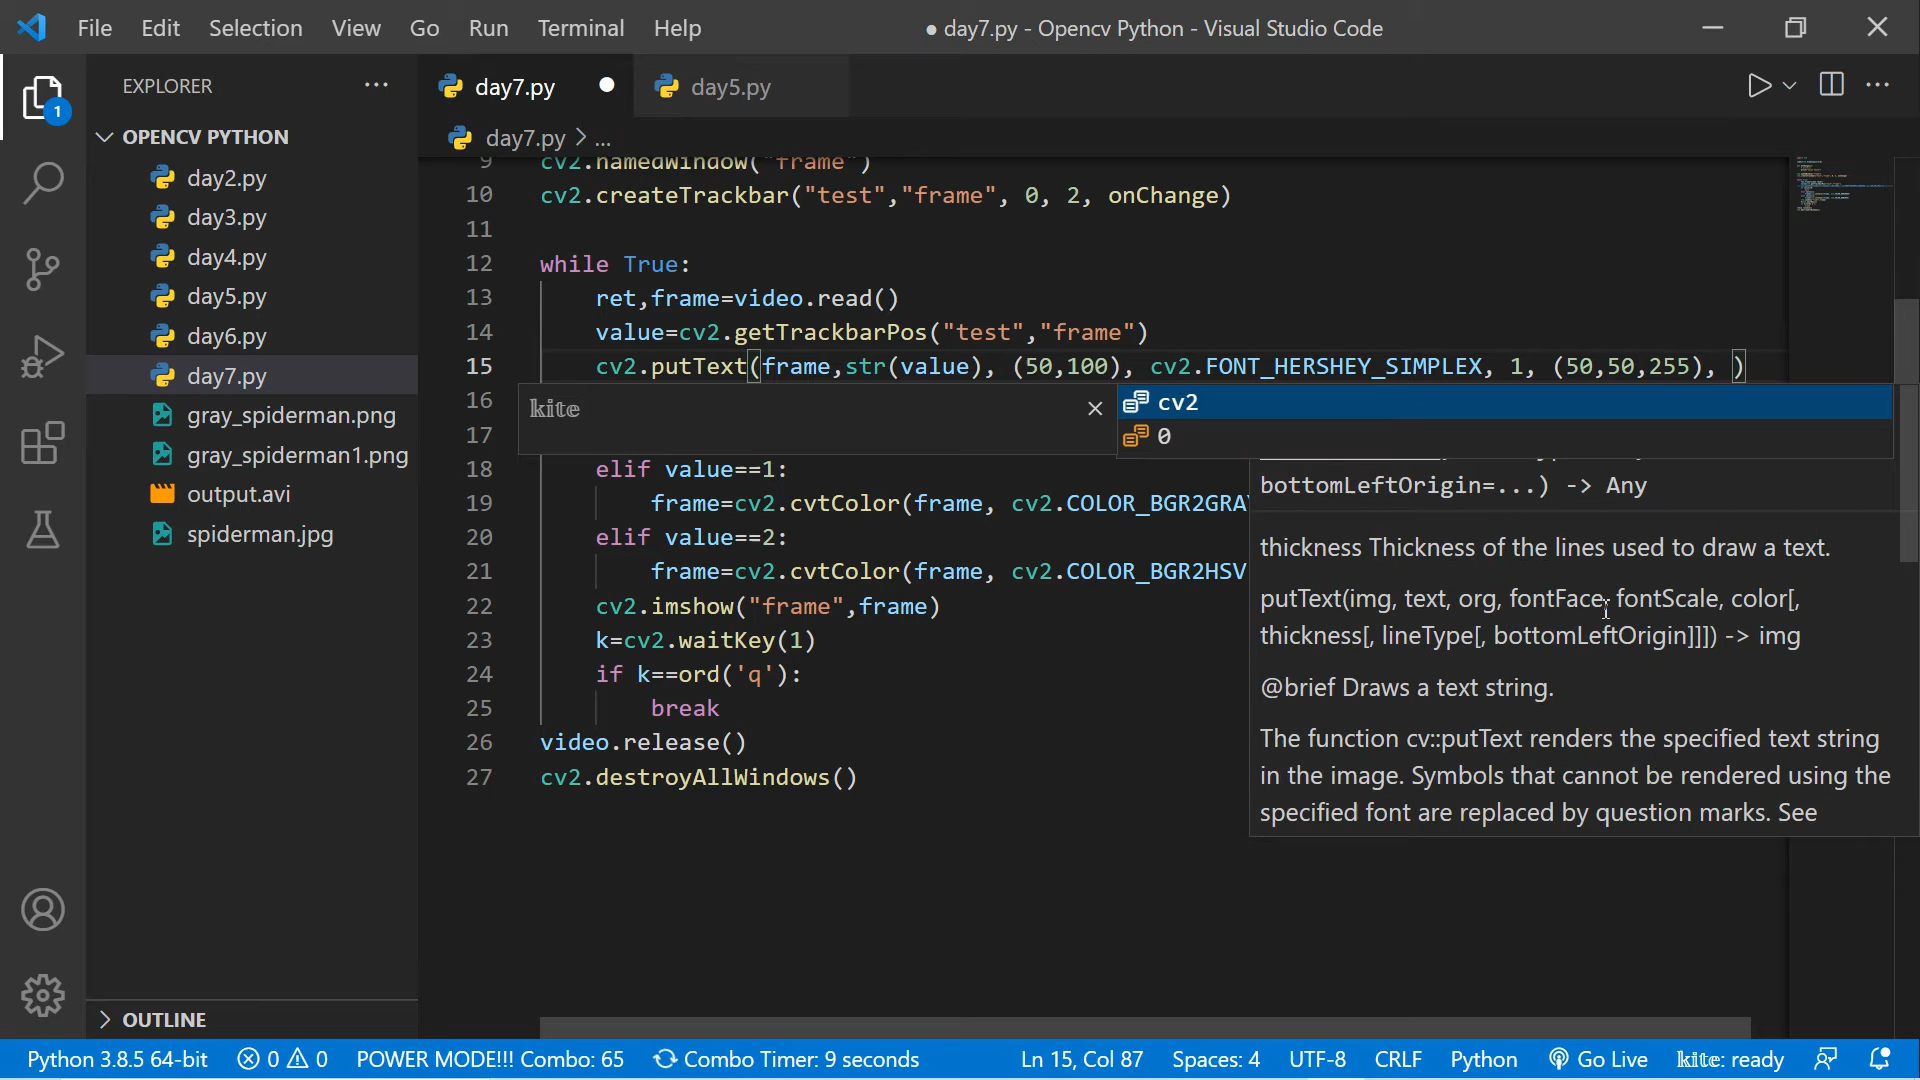 File Edit Selection View Go Run Terminal Help
● day7.py - Opencv Python - Visual Studio Code
EXPLORER
1
OPENCV PYTHON
day2.py
day3.py
day4.py
day5.py
day6.py
day7.py
gray_spiderman.png
gray_spiderman1.png
output.avi
spiderman.jpg
OUTLINE
day7.py
day5.py
day7.py > ...
9 cv2.namedWindow("frame")
10 cv2.createTrackbar("test","frame", 0, 2, onChange)
11
12 while True:
13 ret,frame=video.read()
14 value=cv2.getTrackbarPos("test","frame")
15 cv2.putText(frame,str(value), (50,100), cv2.FONT_HERSHEY_SIMPLEX, 1, (50,50,255), )
16
17
18 elif value==1:
19 frame=cv2.cvtColor(frame, cv2.COLOR_BGR2GRAY
20 elif value==2:
21 frame=cv2.cvtColor(frame, cv2.COLOR_BGR2HSV
22 cv2.imshow("frame",frame)
23 k=cv2.waitKey(1)
24 if k==ord('q'):
25 break
26 video.release()
27 cv2.destroyAllWindows()
kite
cv2
0
bottomLeftOrigin=...) -> Any
thickness Thickness of the lines used to draw a text.
putText(img, text, org, fontFace, fontScale, color[,
thickness[, lineType[, bottomLeftOrigin]]]) -> img
@brief Draws a text string.
The function cv::putText renders the specified text string
in the image. Symbols that cannot be rendered using the
specified font are replaced by question marks. See
Python 3.8.5 64-bit 0 0 POWER MODE!!! Combo: 65 Combo Timer: 9 seconds Ln 15, Col 87 Spaces: 4 UTF-8 CRLF Python Go Live kite: ready